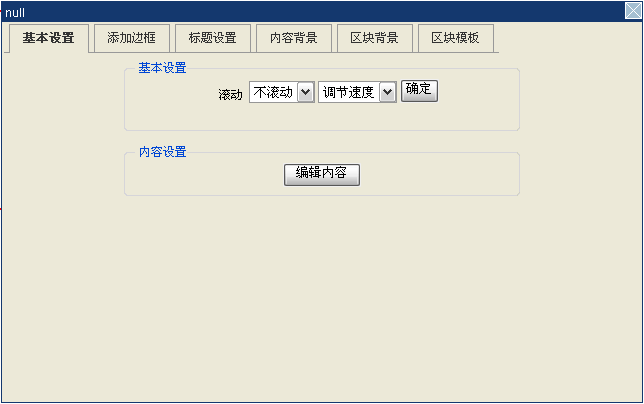 null
基本设置 添加边框 标题设置 内容背景 区块背景 区块模板
基本设置
滚动 不滚动 调节速度 确定
内容设置
编辑内容